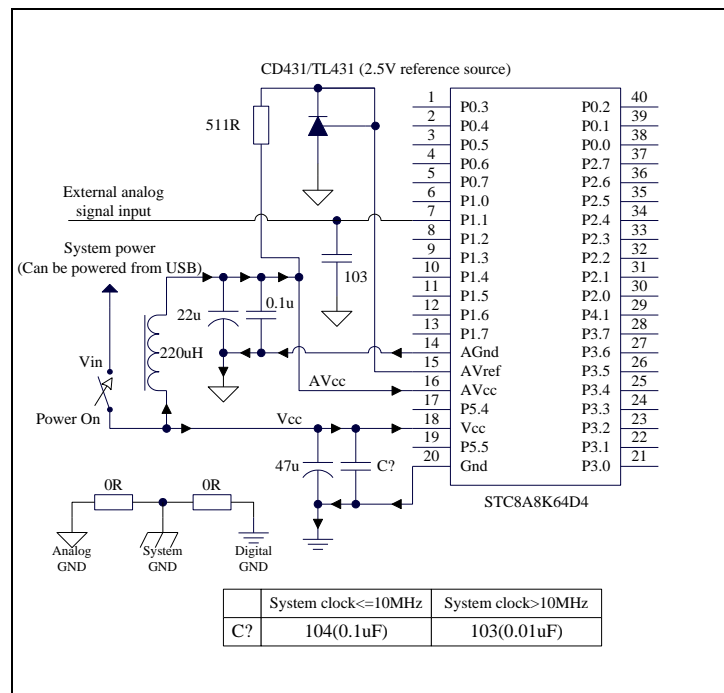 CD431/TL431 (2.5V reference source)
511R
External analog
signal input
System power
(Can be powered from USB)
103
22u
0.1u
220uH
Vin
Power On
AVcc
Vcc
47u
C?
1 P0.3
2 P0.4
3 P0.5
4 P0.6
5 P0.7
6 P1.0
7 P1.1
8 P1.2
9 P1.3
10 P1.4
11 P1.5
12 P1.6
13 P1.7
14 AGnd
15 AVref
16 AVcc
17 P5.4
18 Vcc
19 P5.5
20 Gnd
P0.2 40
P0.1 39
P0.0 38
P2.7 37
P2.6 36
P2.5 35
P2.4 34
P2.3 33
P2.2 32
P2.1 31
P2.0 30
P4.1 29
P3.7 28
P3.6 27
P3.5 26
P3.4 25
P3.3 24
P3.2 23
P3.1 22
P3.0 21
STC8A8K64D4
0R
0R
Analog
GND
System
GND
Digital
GND
System clock<=10MHz System clock>10MHz
C? 104(0.1uF) 103(0.01uF)